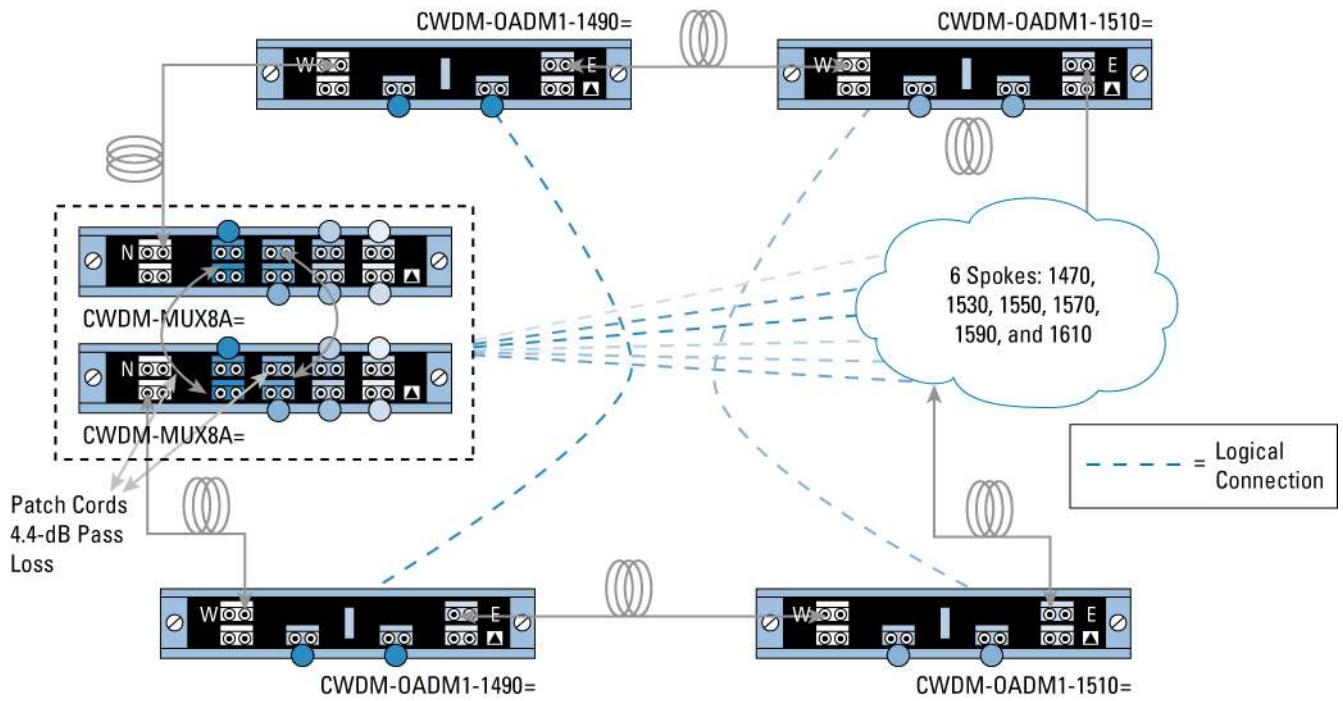 CWDM-OADM1-1490=
CWDM-OADM1-1510=
W
E
W
E
N
CWDM-MUX8A=
N
CWDM-MUX8A=
6 Spokes: 1470,
1530, 1550, 1570,
1590, and 1610
= Logical
Connection
Patch Cords
4.4-dB Pass
Loss
W
E
W
E
CWDM-OADM1-1490=
CWDM-OADM1-1510=